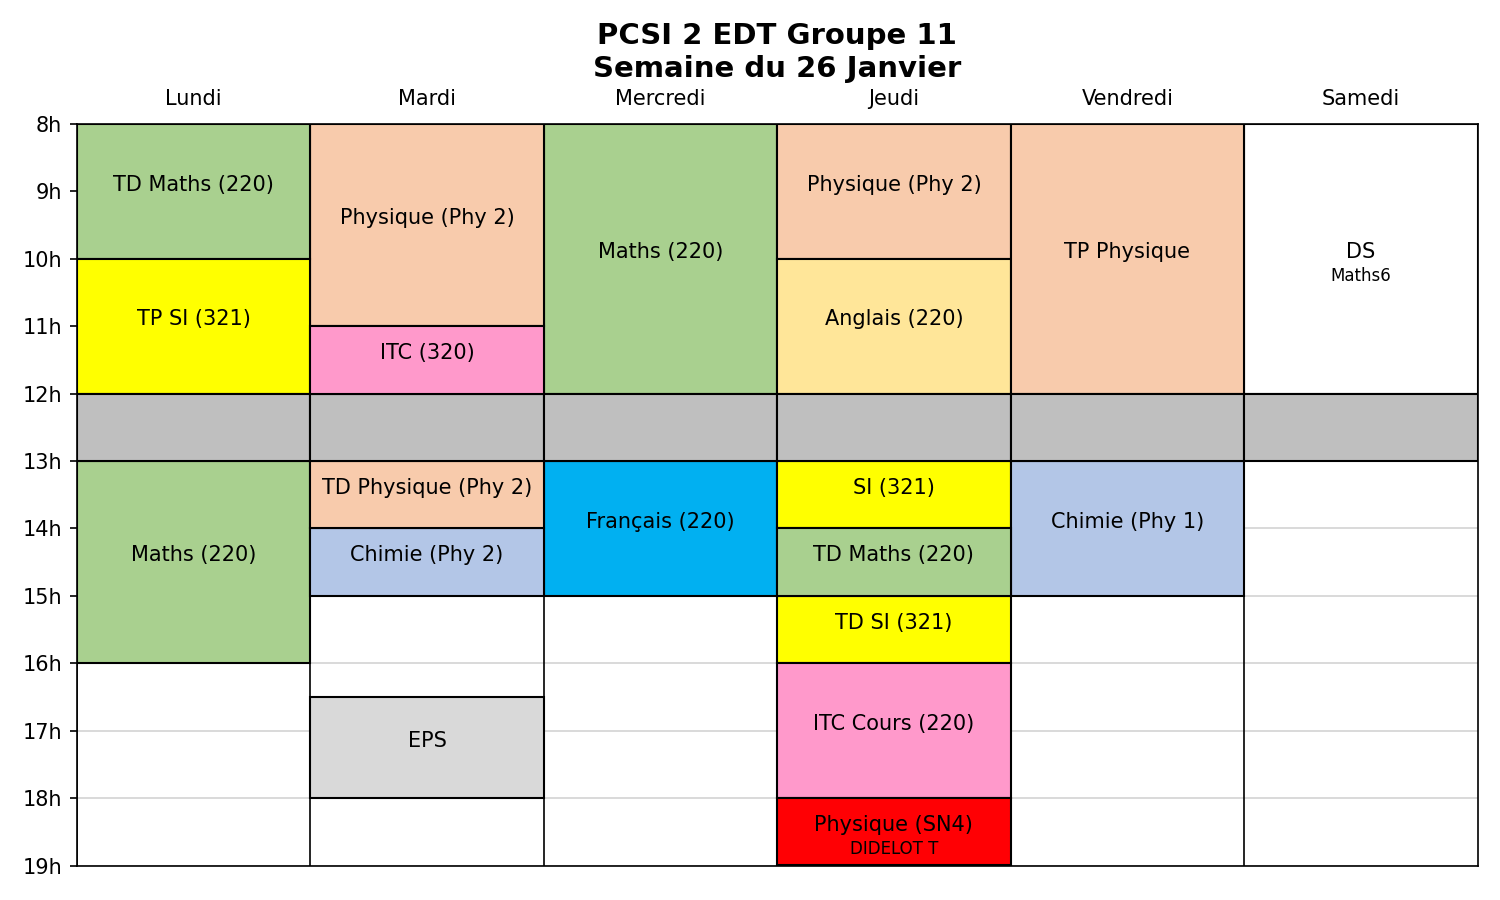 PCSI 2 EDT Groupe 11
Semaine du 26 Janvier
Lundi
Mardi
Mercredi
Jeudi
Vendredi
Samedi
8h
9h
10h
11h
12h
13h
14h
15h
16h
17h
18h
19h
TD Maths (220)
TP SI (321)
Maths (220)
Physique (Phy 2)
ITC (320)
TD Physique (Phy 2)
Chimie (Phy 2)
EPS
Maths (220)
Français (220)
Physique (Phy 2)
Anglais (220)
SI (321)
TD Maths (220)
TD SI (321)
ITC Cours (220)
Physique (SN4)
DIDELOT T
TP Physique
Chimie (Phy 1)
DS
Maths6